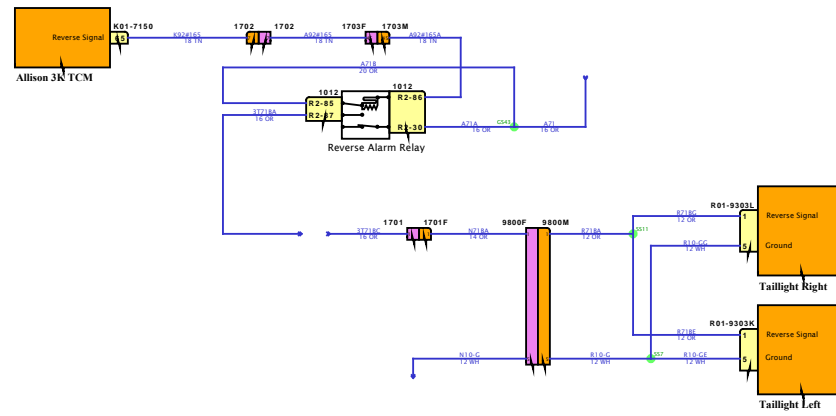 K01-7150
Reverse Signal
65
K92#165
18 TN
1702 1702
A92#165
18 TN
1703F 1703M
A92#165A
18 TN
Allison 3K TCM
A71B
20 OR
1012
1012
R2-85
R2-87
R2-86
R2-30
3T71BA
16 OR
A71A
16 OR
GS43
A71
16 OR
Reverse Alarm Relay
3T71BC
16 OR
1701 1701F
N71BA
14 OR
9800F 9800M
R71BA
12 OR
SS11
R71BG
12 OR
R01-9303L
1
Reverse Signal
R10-GG
12 WH
5
Ground
Taillight Right
R71BE
12 OR
R01-9303K
1
Reverse Signal
N10-G
12 WH
R10-G
12 WH
SS7
R10-GE
12 WH
5
Ground
Taillight Left